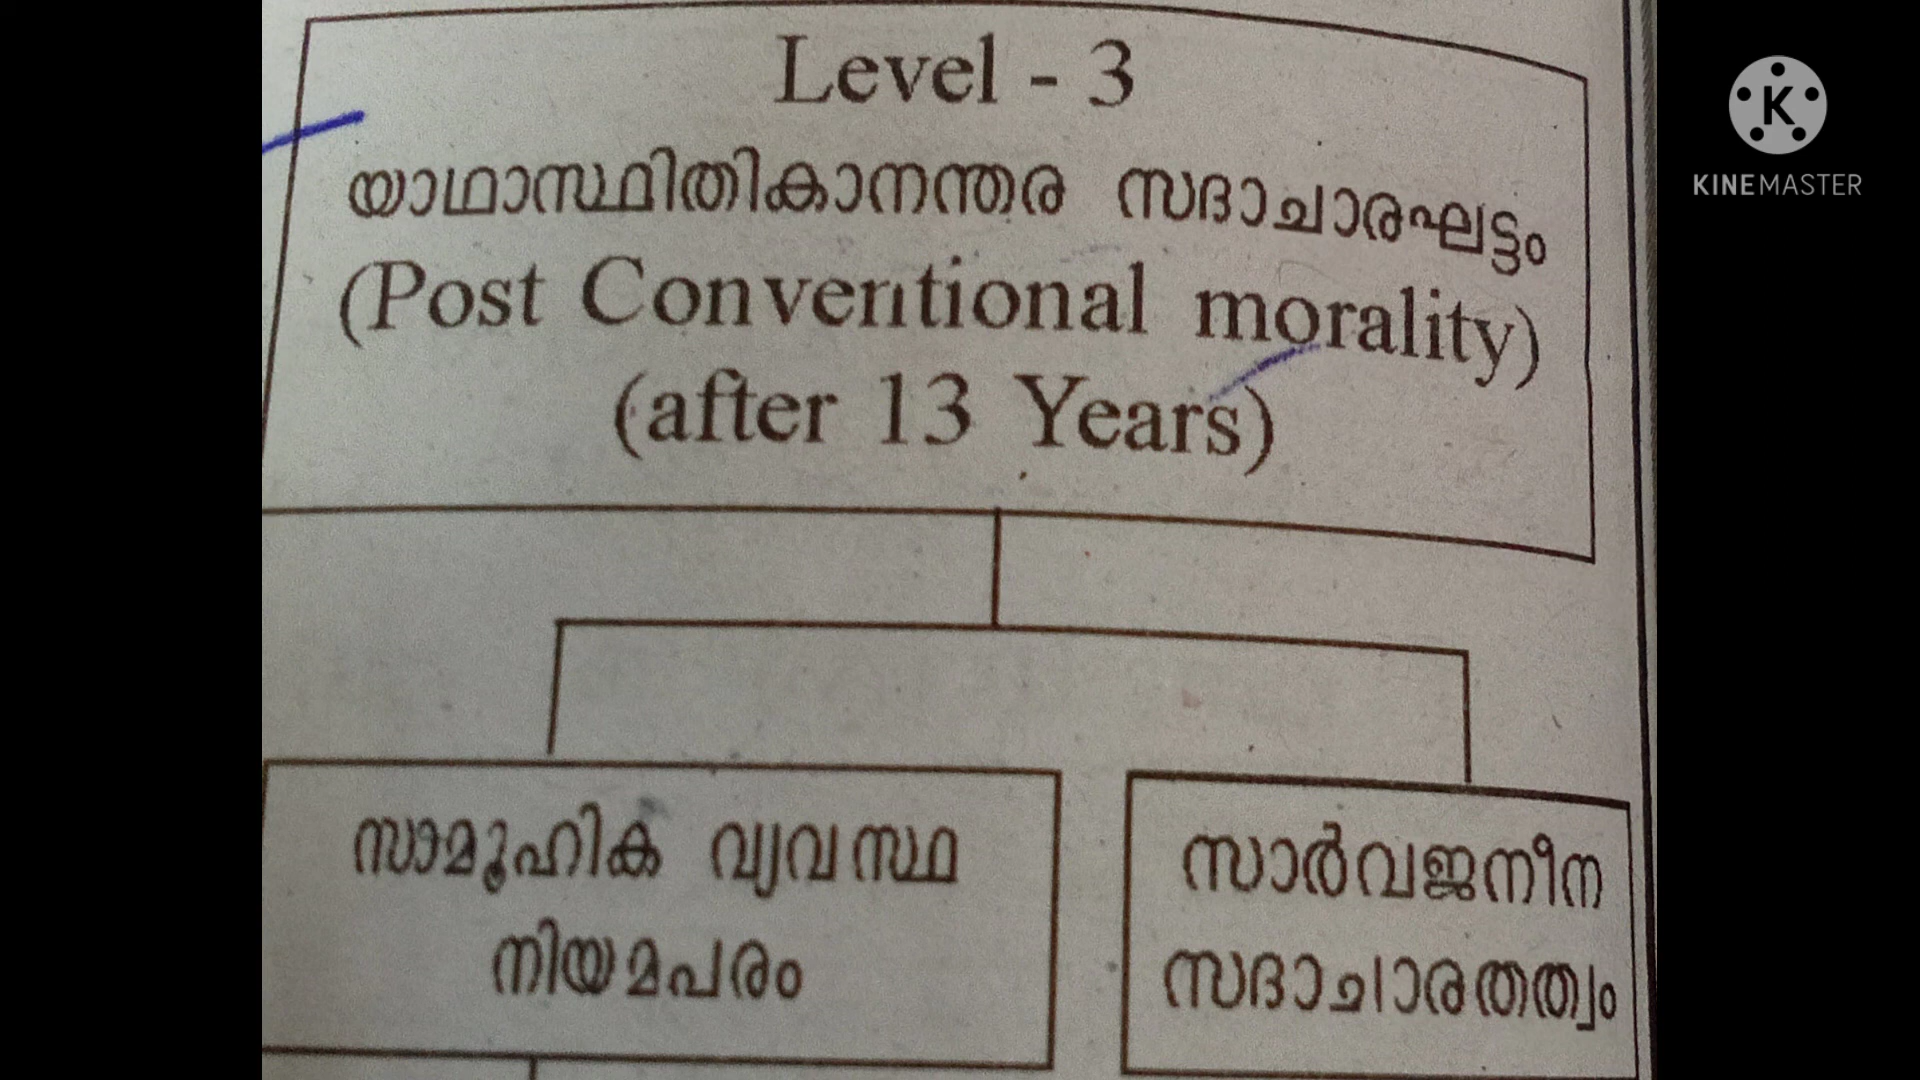 Level - 3
യാഥാസ്ഥിതികാനന്തര സദാചാരഘട്ടം
(Post Conventional morality)
(after 13 Years)
സാമൂഹിക വ്യവസ്ഥ
നിയമപരം
സാർവജനീന
സദാചാരതത്വം
K
KINEMASTER